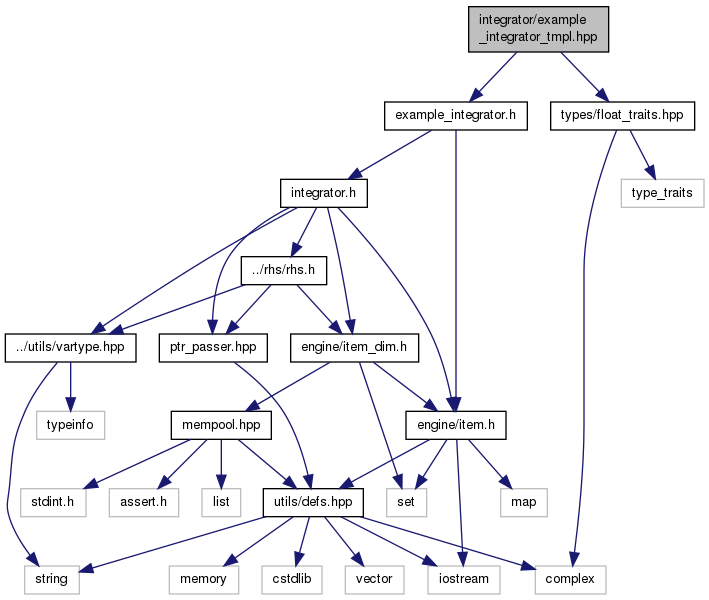 integrator/example
_integrator_tmpl.hpp
example_integrator.h
types/float_traits.hpp
integrator.h
type_traits
../rhs/rhs.h
../utils/vartype.hpp
ptr_passer.hpp
engine/item_dim.h
typeinfo
mempool.hpp
engine/item.h
stdint.h
assert.h
list
utils/defs.hpp
set
map
string
memory
cstdlib
vector
iostream
complex